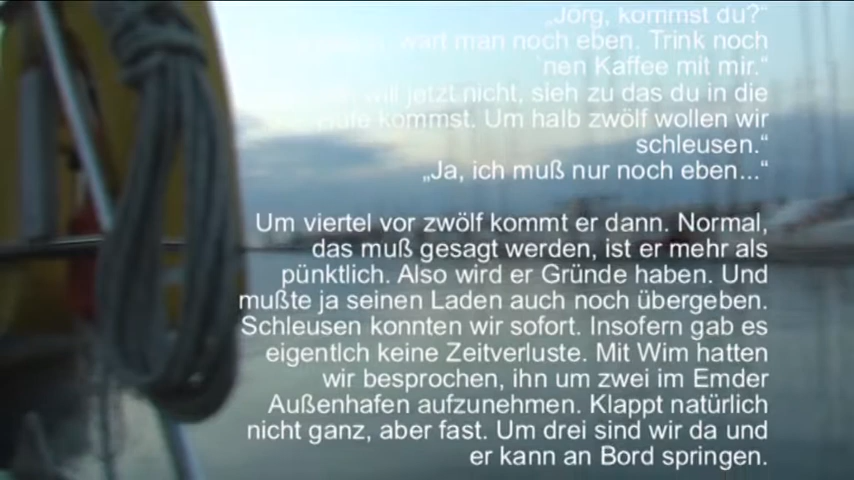 „Jörg, kommst du?“
wart man noch eben. Trink noch
'nen Kaffee mit mir.“
will jetzt nicht, sieh zu das du in die
kommst. Um halb zwölf wollen wir
schleusen.“
„Ja, ich muß nur noch eben...“
Um viertel vor zwölf kommt er dann. Normal,
das muß gesagt werden, ist er mehr als
pünktlich. Also wird er Gründe haben. Und
mußte ja seinen Laden auch noch übergeben.
Schleusen konnten wir sofort. Insofern gab es
eigentlch keine Zeitverluste. Mit Wim hatten
wir besprochen, ihn um zwei im Emder
Außenhafen aufzunehmen. Klappt natürlich
nicht ganz, aber fast. Um drei sind wir da und
er kann an Bord springen.